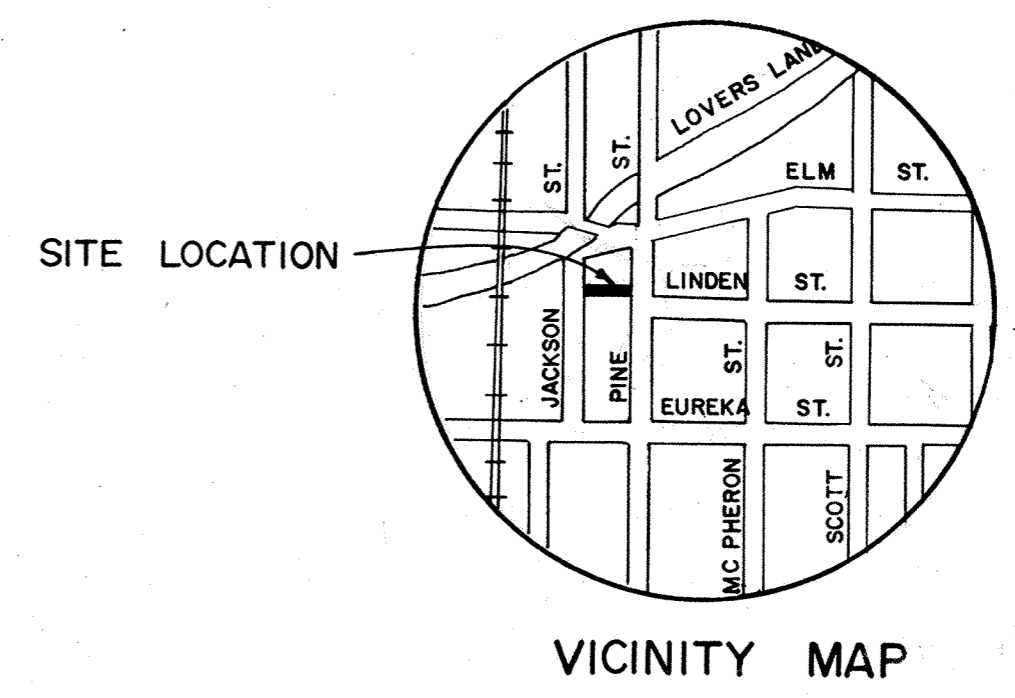 LOVERS LANE
ST.
ST.
ELM ST.
SITE LOCATION
LINDEN ST.
JACKSON
PINE
ST.
ST.
EUREKA ST.
MC PHERON
SCOTT
VICINITY MAP